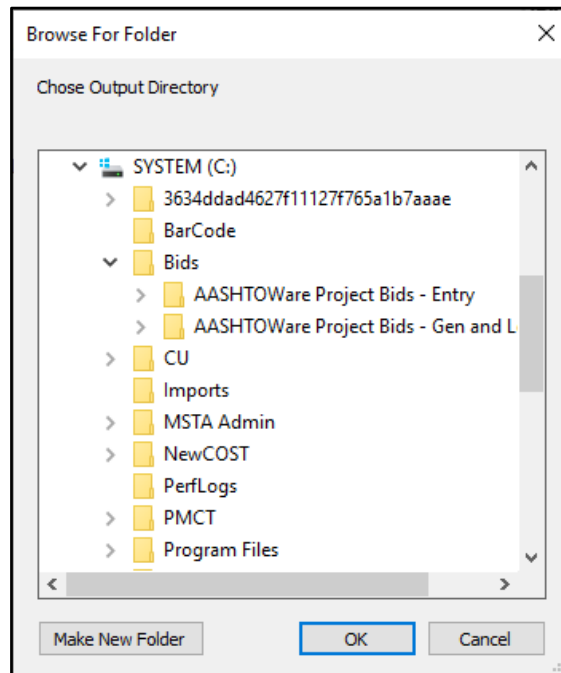 Browse For Folder
Chose Output Directory
SYSTEM (C:)
3634ddad4627f11127f765a1b7aaae
BarCode
Bids
AASHTOWare Project Bids - Entry
AASHTOWare Project Bids - Gen and L
CU
Imports
MSTA Admin
NewCOST
PerfLogs
PMCT
Program Files
Make New Folder OK Cancel